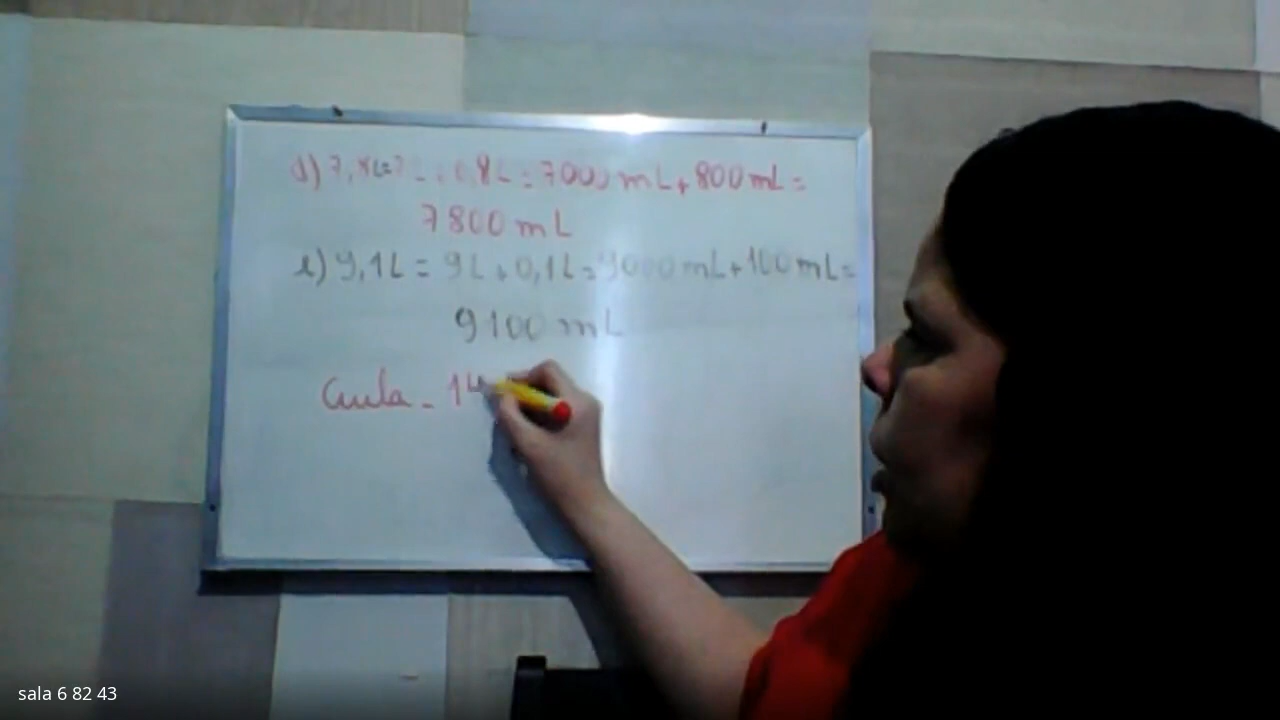 d) 7,8L = 7 0,8L = 7000 mL + 800 mL =
7800 mL
e) 9,1L = 9L + 0,1L = 9000 mL + 100 mL =
9100 mL
Aula - 14
sala 6 82 43